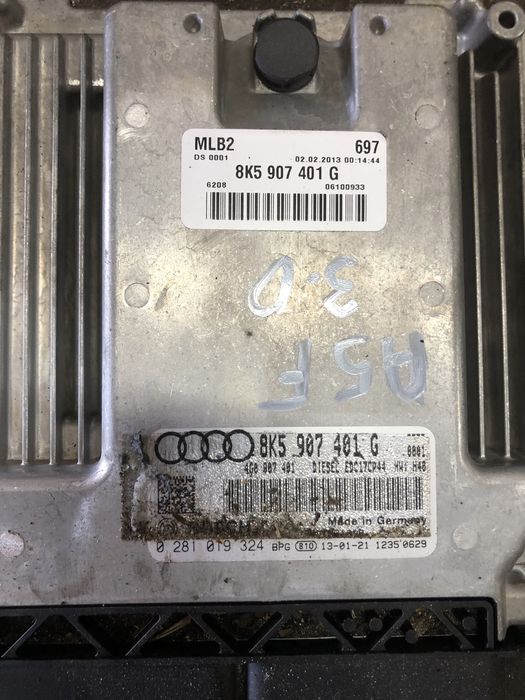 MLB2 697
DS 0001 02.02.2013 00:14:44
8K5 907 401 G
6208 06100933
3.0
A5F
8K5 907 401 G 0001
4G0 907 401 DIESEL EDC17CP44 HW: H40
Made in Germany
0 281 019 324 BPG 810 13-01-21 1235 0629